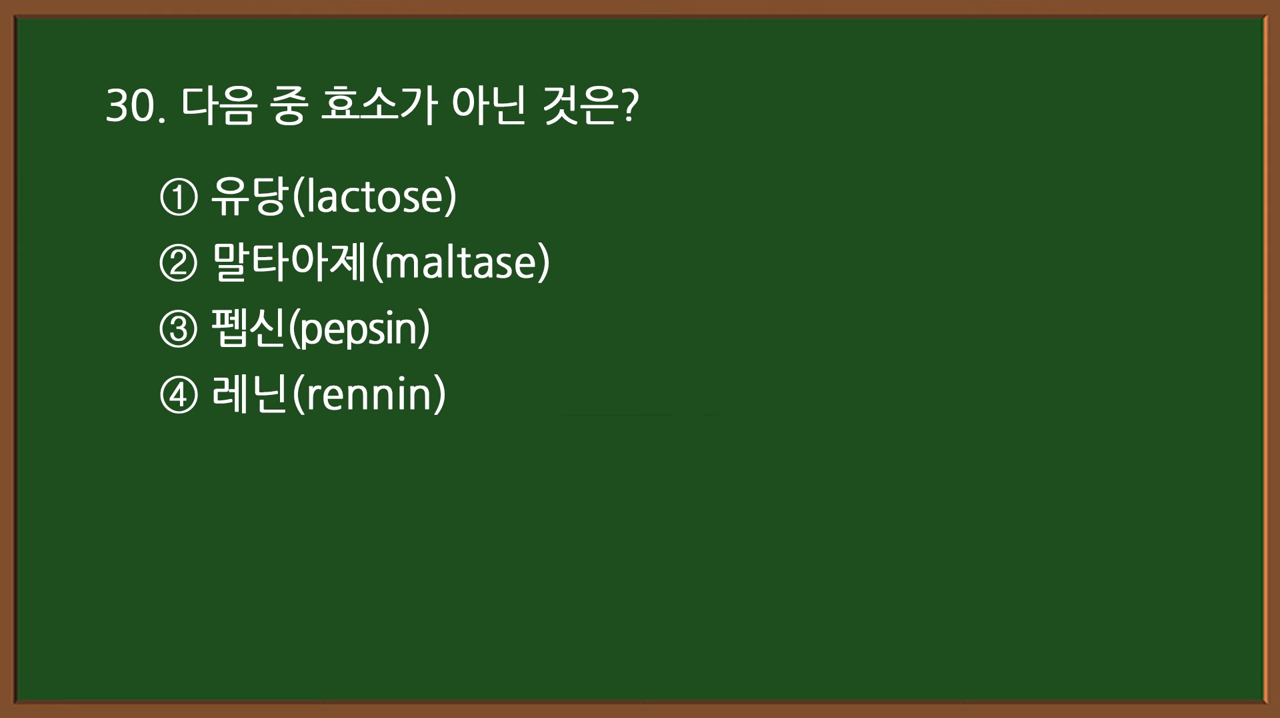 30. 다음 중 효소가 아닌 것은?
① 유당(lactose)
② 말타아제(maltase)
③ 펩신(pepsin)
④ 레닌(rennin)